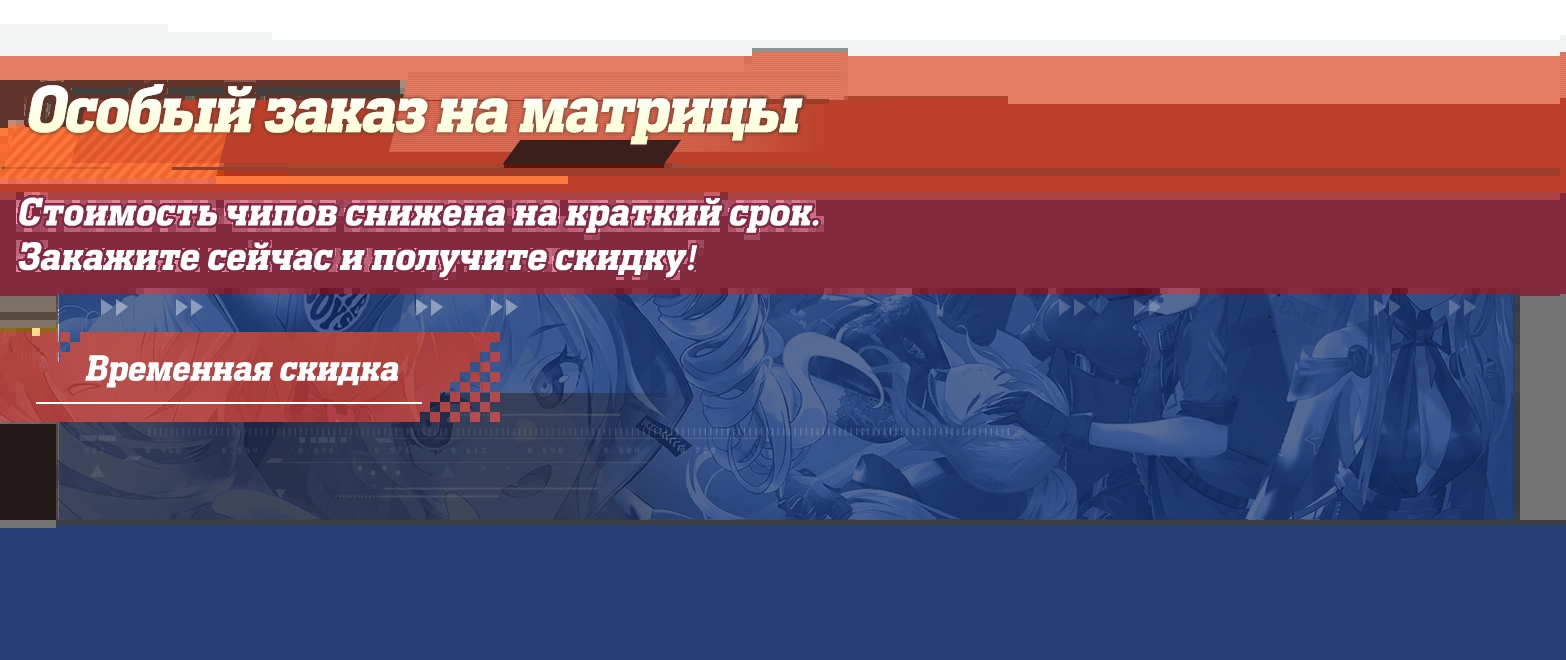 Особый заказ на матрицы
Стоимость чипов снижена на краткий срок.
Закажите сейчас и получите скидку!
Временная скидка